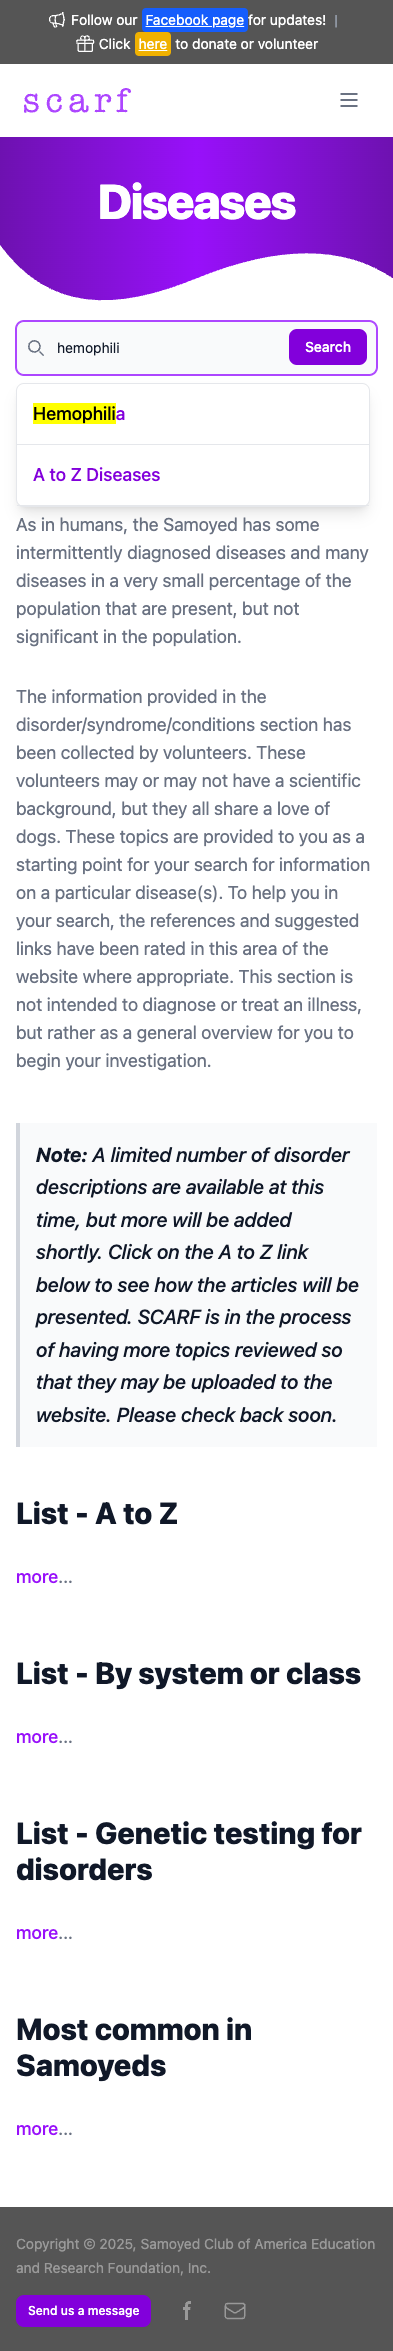 Follow our Facebook page for updates! |
Click here to donate or volunteer
scarf
Diseases
hemophili
Search
Hemophilia
A to Z Diseases
As in humans, the Samoyed has some
intermittently diagnosed diseases and many
diseases in a very small percentage of the
population that are present, but not
significant in the population.
The information provided in the
disorder/syndrome/conditions section has
been collected by volunteers. These
volunteers may or may not have a scientific
background, but they all share a love of
dogs. These topics are provided to you as a
starting point for your search for information
on a particular disease(s). To help you in
your search, the references and suggested
links have been rated in this area of the
website where appropriate. This section is
not intended to diagnose or treat an illness,
but rather as a general overview for you to
begin your investigation.
Note: A limited number of disorder
descriptions are available at this
time, but more will be added
shortly. Click on the A to Z link
below to see how the articles will be
presented. SCARF is in the process
of having more topics reviewed so
that they may be uploaded to the
website. Please check back soon.
List - A to Z
more...
List - By system or class
more...
List - Genetic testing for
disorders
more...
Most common in
Samoyeds
more...
Copyright © 2025, Samoyed Club of America Education
and Research Foundation, Inc.
Send us a message